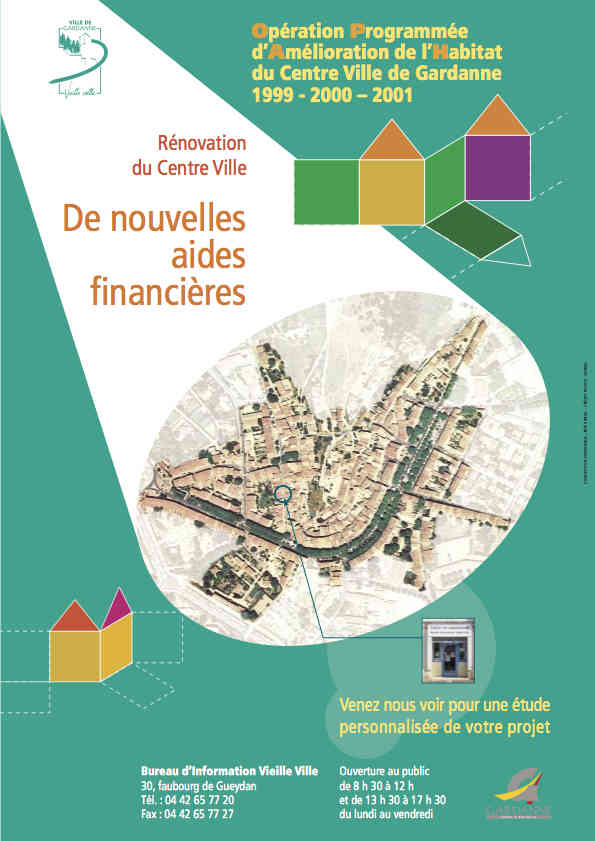 VILLE DE
GARDANNE
Vieille ville
Opération Programmée
d'Amélioration de l'Habitat
du Centre Ville de Gardanne
1999 - 2000 – 2001
Rénovation
du Centre Ville
De nouvelles
aides
financières
Venez nous voir pour une étude
personnalisée de votre projet
Bureau d'Information Vieille Ville
30, faubourg de Gueydan
Tél. : 04 42 65 77 20
Fax : 04 42 65 77 27
Ouverture au public
de 8 h 30 à 12 h
et de 13 h 30 à 17 h 30
du lundi au vendredi
GARDANNE